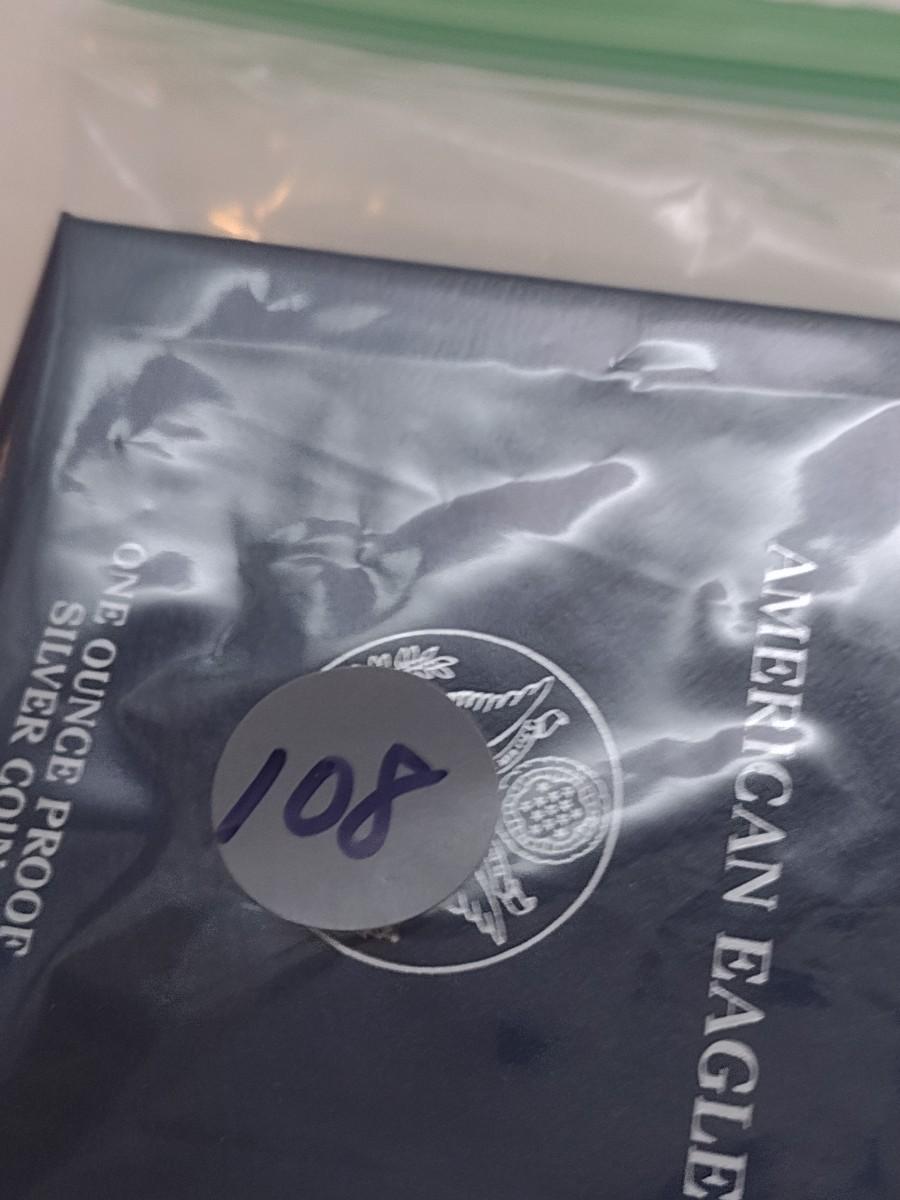 AMERICAN EAGLE
108
ONE OUNCE PROOF
SILVER